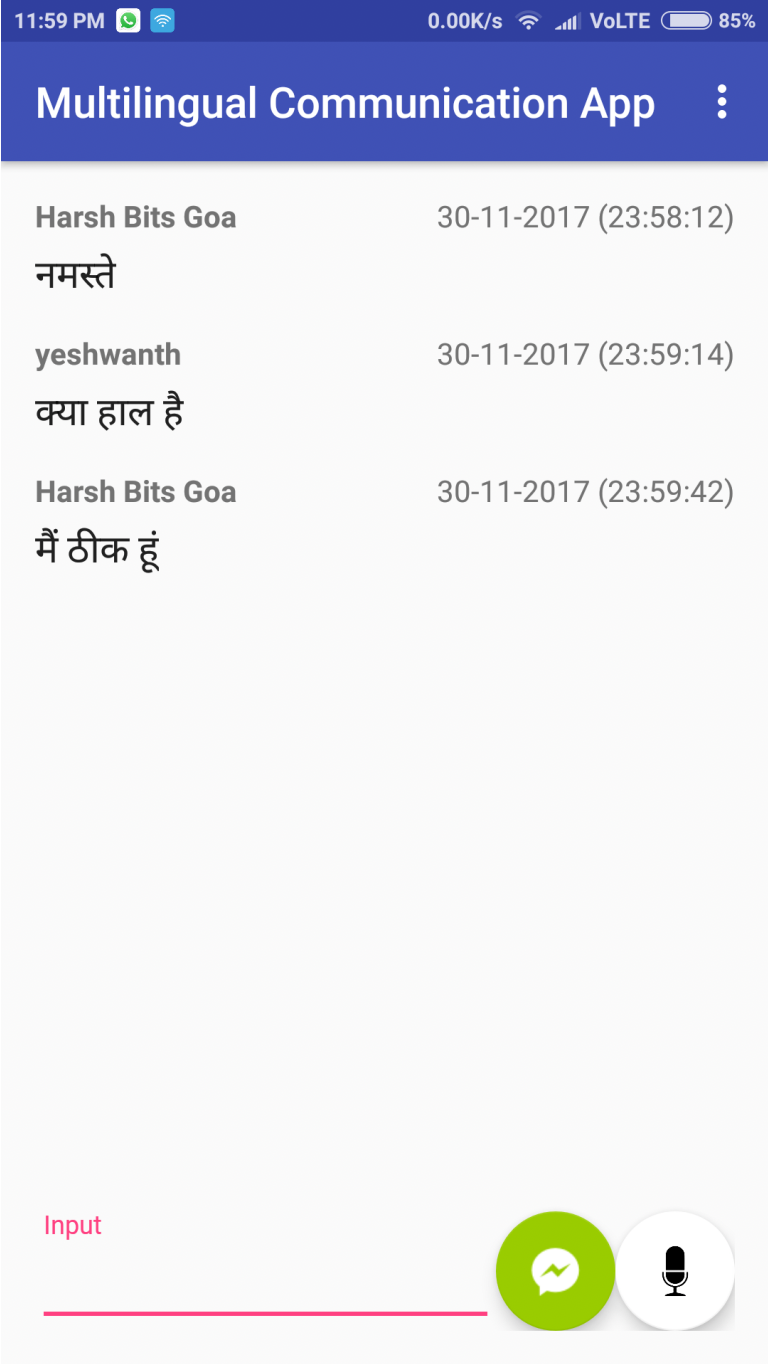 11:59 PM 0.00K/s VoLTE 85%
Multilingual Communication App
Harsh Bits Goa 30-11-2017 (23:58:12)
नमस्ते
yeshwanth 30-11-2017 (23:59:14)
क्या हाल है
Harsh Bits Goa 30-11-2017 (23:59:42)
मैं ठीक हूं
Input